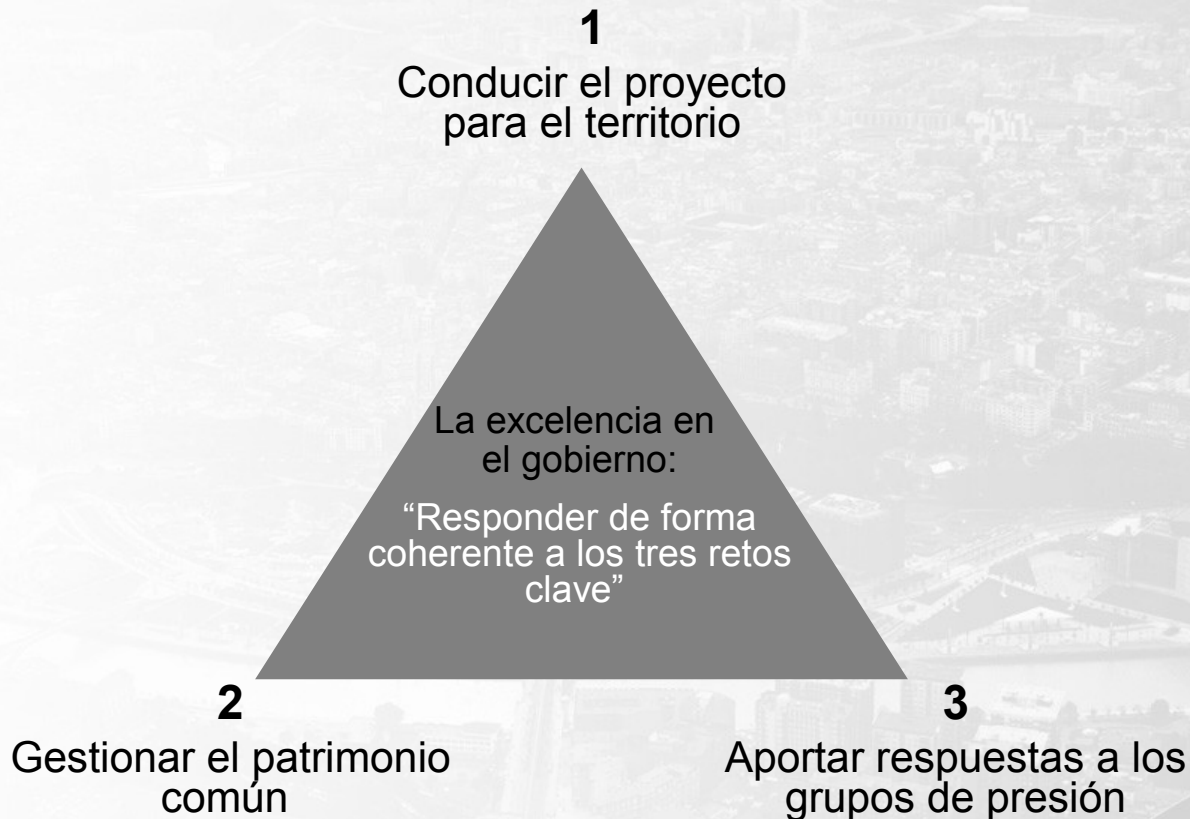 1
Conducir el proyecto
para el territorio
La excelencia en
el gobierno:
“Responder de forma
coherente a los tres retos
clave”
2
Gestionar el patrimonio
común
3
Aportar respuestas a los
grupos de presión